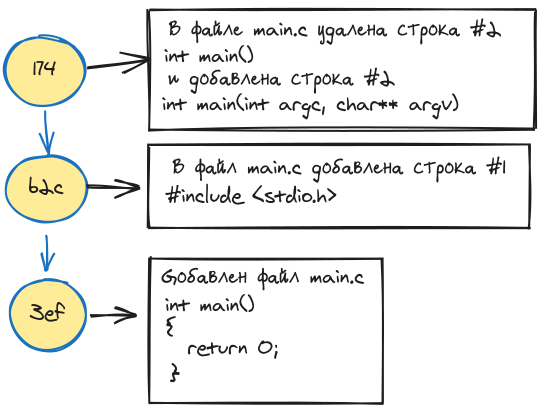 174
В файле main.c удалена строка #2
int main()
и добавлена строка #2
int main(int argc, char** argv)
b2c
В файл main.c добавлена строка #1
#include <stdio.h>
3ef
Добавлен файл main.c
int main()
{
return 0;
}